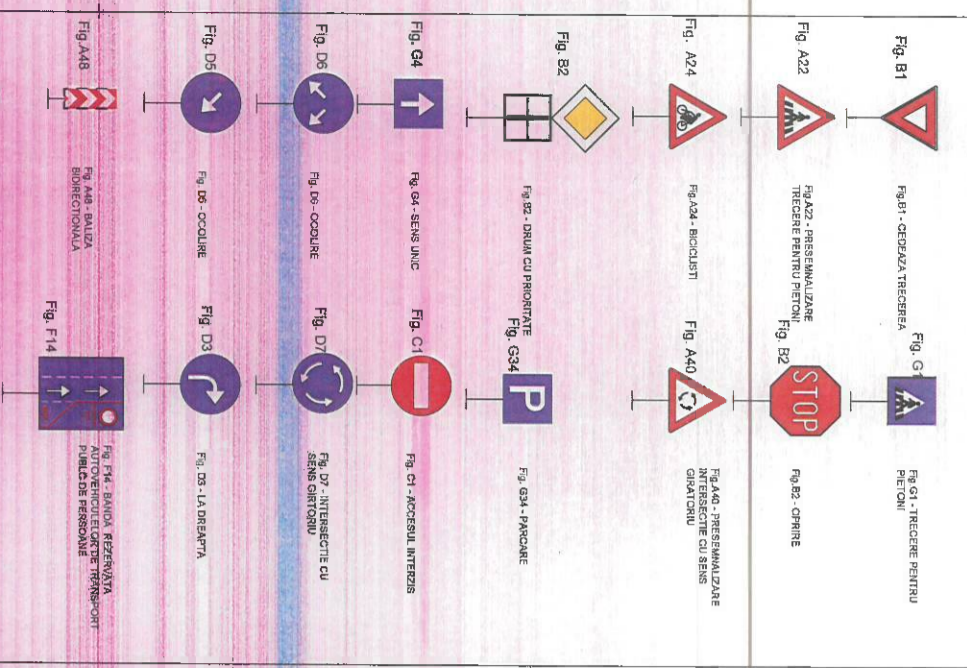 Fig. B1
Fig.B1 - CEDEAZA TRECEREA
Fig. G1
Fig G1 - TRECERE PENTRU
PIETONI
Fig. A22
Fig.A22 - PRESEMNALIZARE
TRECERE PENTRU PIETONI
Fig. B2
STOP
Fig.B2 - OPRIRE
Fig. A24
Fig.A24 - BICICLISTI
Fig. A40
Fig.A40 - PRESEMNALIZARE
INTERSECTIE CU SENS
GIRATORIU
Fig. B2
Fig.B2 - DRUM CU PRIORITATE
Fig. G34
P
Fig. G34 - PARCARE
Fig. G4
Fig. G4 - SENS UNIC
Fig. C1
Fig. C1 - ACCESUL INTERZIS
Fig. D6
Fig. D6 - OCOLIRE
Fig. D7
Fig. D7 - INTERSECTIE CU
SENS GIRTORIU
Fig. D5
Fig. D6 - OCOLIRE
Fig. D3
Fig. D3 - LA DREAPTA
Fig.A48
Fig. A48 - BALIZA
BIDIRECTIONALA
Fig. F14
Fig. F14 - BANDA REZERVATA
AUTOVEHICULELOR DE TRANSPORT
PUBLC DE PERSOANE